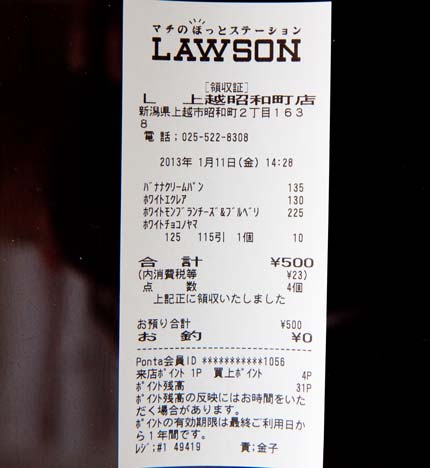 マチのほっとステーション
LAWSON
[領収証]
L 上越昭和町店
新潟県上越市昭和町2丁目163
8
電話;025-522-8308
2013年 1月11日(金) 14:28
バナナクリームパン 135
ホワイトエクレア 130
ホワイトモンブランチーズ&ブルベリ 225
ホワイトチョコノヤマ
125 115引 1個 10
合計 ¥500
(内消費税等 ¥23)
点数 4個
上記正に領収いたしました
お預り合計 ¥500
お釣 ¥0
Ponta会員ID ***********1056
来店ポイント 1P 買上ポイント 4P
ポイント残高 31P
ポイント残高の反映にはお時間をいた
だく場合があります。
ポイントの有効期限は最終ご利用日か
ら1年間です。
レジ;#1 49419 責;金子